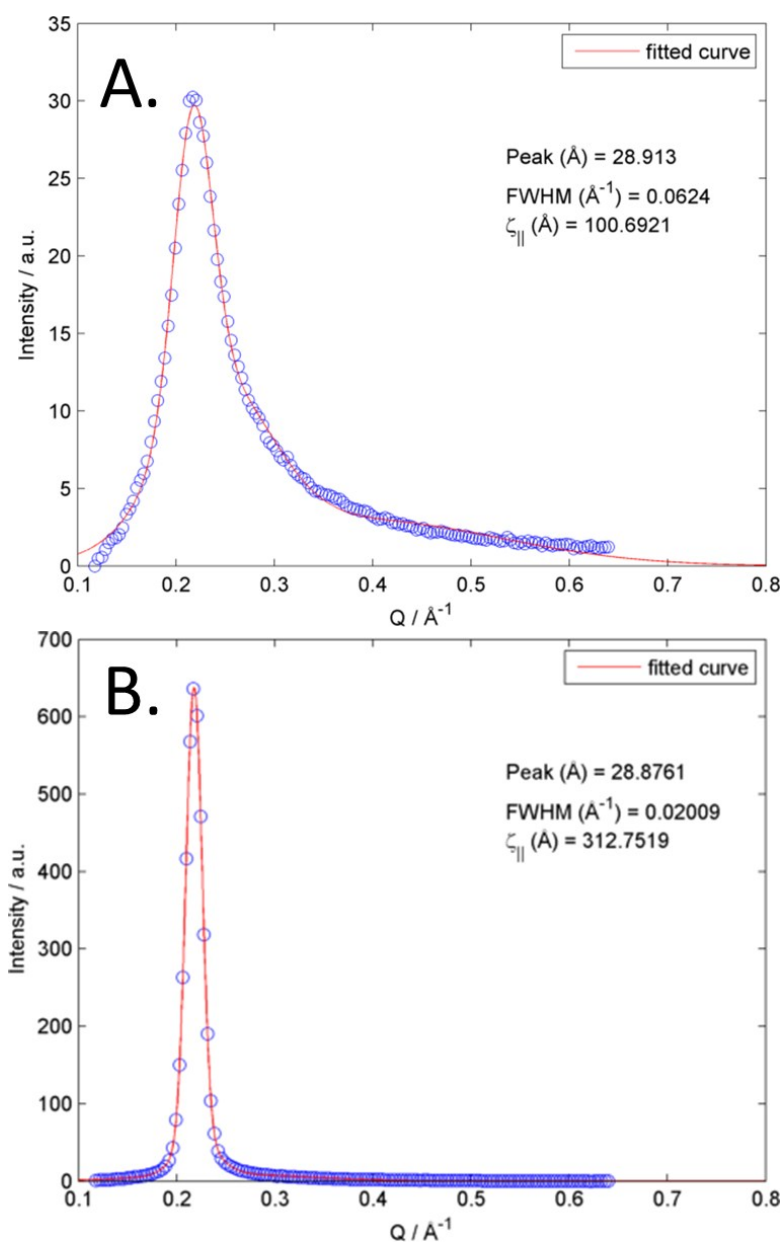 35
A.
fitted curve
30
Peak (Å) = 28.913
FWHM (Å⁻¹) = 0.0624
ζ|| (Å) = 100.6921
25
20
15
10
5
0
Intensity / a.u.
0.1 0.2 0.3 0.4 0.5 0.6 0.7 0.8
Q / Å⁻¹
700
B.
fitted curve
600
Peak (Å) = 28.8761
FWHM (Å⁻¹) = 0.02009
ζ|| (Å) = 312.7519
500
400
300
200
100
0
Intensity / a.u.
0.1 0.2 0.3 0.4 0.5 0.6 0.7 0.8
Q / Å⁻¹